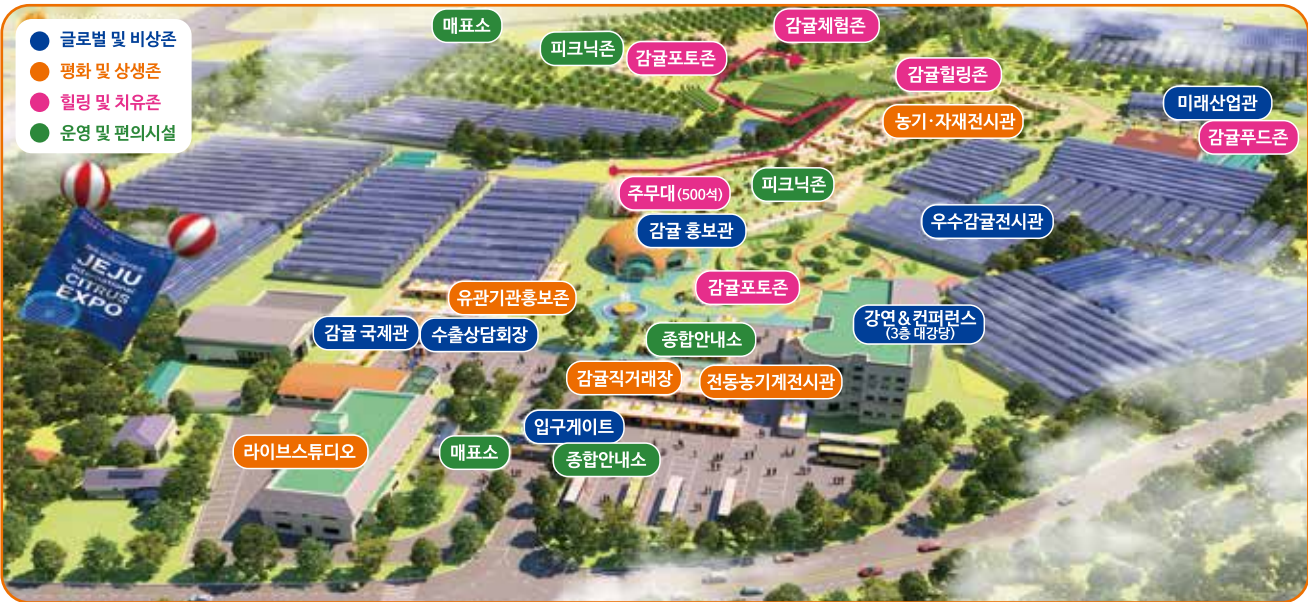 글로벌 및 비상존
평화 및 상생존
힐링 및 치유존
운영 및 편의시설
매표소
감귤체험존
피크닉존
감귤포토존
감귤힐링존
미래산업관
농기·자재전시관
감귤푸드존
주무대(500석)
피크닉존
우수감귤전시관
감귤 홍보관
JEJU
International
CITRUS
EXPO
감귤포토존
유관기관홍보존
강연&컨퍼런스
(3층 대강당)
감귤 국제관
수출상담회장
종합안내소
감귤직거래장
전동농기계전시관
입구게이트
라이브스튜디오
매표소
종합안내소